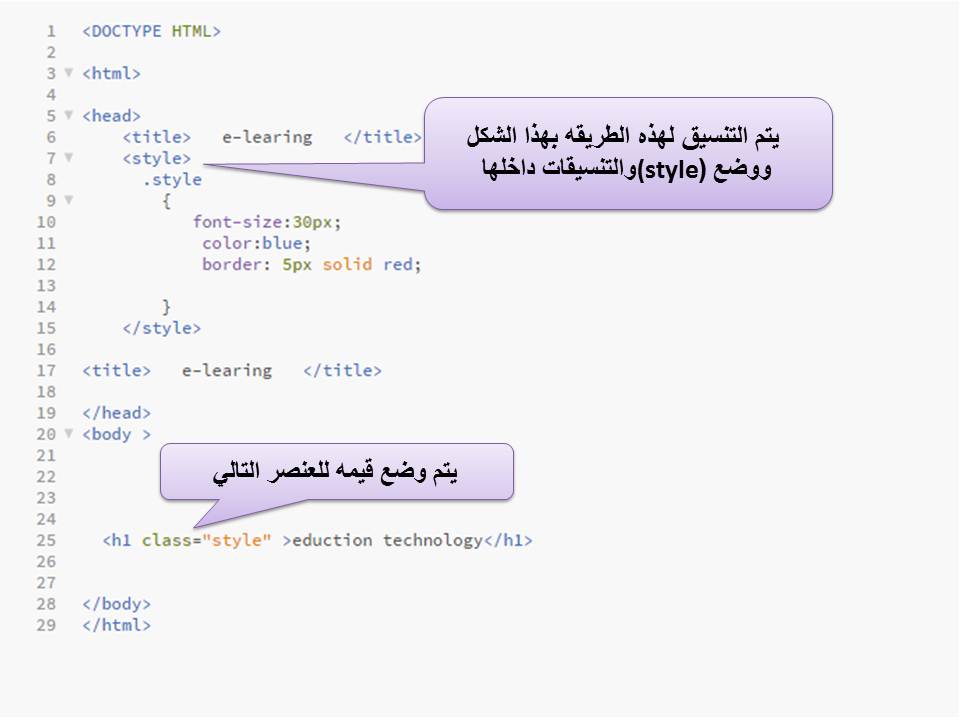 1 <DOCTYPE HTML>
2
3 <html>
4
5 <head>
6 <title> e-learing </title>
7 <style>
8 .style
9 {
10 font-size:30px;
11 color:blue;
12 border: 5px solid red;
13
14 }
15 </style>
16
17 <title> e-learing </title>
18
19 </head>
20 <body >
21
22
23
24
25 <h1 class="style" >eduction technology</h1>
26
27
28 </body>
29 </html>
يتم التنسيق لهذه الطريقه بهذا الشكل
ووضع (style)والتنسيقات داخلها
يتم وضع قيمه للعنصر التالي